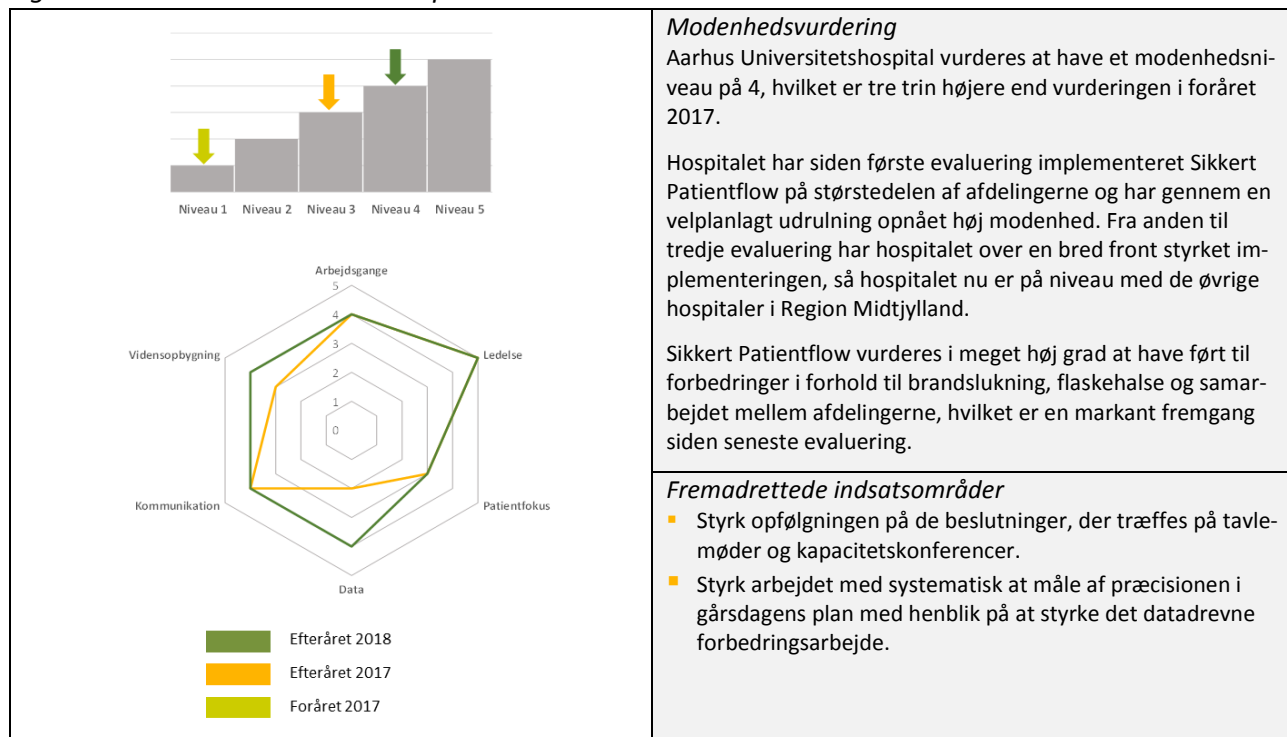 Niveau 1 Niveau 2 Niveau 3 Niveau 4 Niveau 5
Arbejdsgange
5
4
3
2
1
0
Vidensopbygning
Ledelse
Kommunikation
Patientfokus
Data
Efteråret 2018
Efteråret 2017
Foråret 2017
Modenhedsvurdering
Aarhus Universitetshospital vurderes at have et modenhedsni-
veau på 4, hvilket er tre trin højere end vurderingen i foråret
2017.
Hospitalet har siden første evaluering implementeret Sikkert
Patientflow på størstedelen af afdelingerne og har gennem en
velplanlagt udrulning opnået høj modenhed. Fra anden til
tredje evaluering har hospitalet over en bred front styrket im-
plementeringen, så hospitalet nu er på niveau med de øvrige
hospitaler i Region Midtjylland.
Sikkert Patientflow vurderes i meget høj grad at have ført til
forbedringer i forhold til brandslukning, flaskehalse og samar-
bejdet mellem afdelingerne, hvilket er en markant fremgang
siden seneste evaluering.
Fremadrettede indsatsområder
▪ Styrk opfølgningen på de beslutninger, der træffes på tavle-
møder og kapacitetskonferencer.
▪ Styrk arbejdet med systematisk at måle af præcisionen i
gårsdagens plan med henblik på at styrke det datadrevne
forbedringsarbejde.